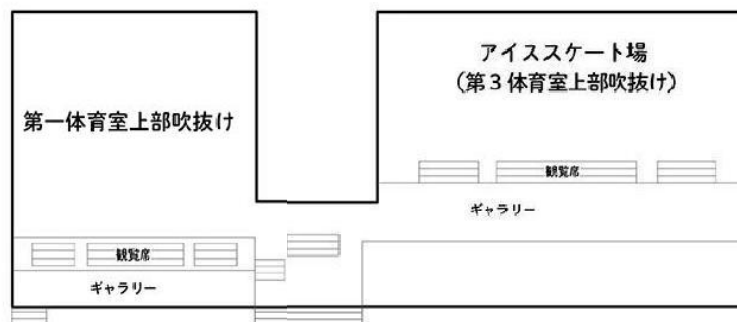 アイススケート場
(第3体育室上部吹抜け)
第一体育室上部吹抜け
観覧席
ギャラリー
観覧席
ギャラリー